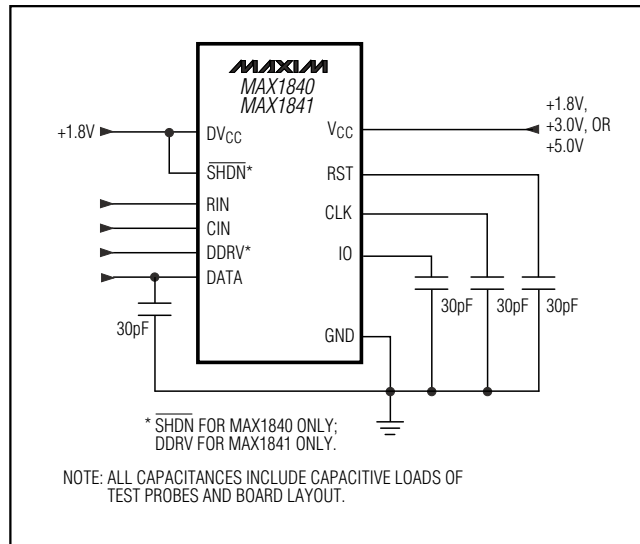 MAXIM
MAX1840
MAX1841
+1.8V
DVCC
SHDN*
RIN
CIN
DDRV*
DATA
30pF
VCC
RST
CLK
IO
GND
+1.8V,
+3.0V, OR
+5.0V
30pF
30pF
30pF
* SHDN FOR MAX1840 ONLY;
DDRV FOR MAX1841 ONLY.
NOTE: ALL CAPACITANCES INCLUDE CAPACITIVE LOADS OF
TEST PROBES AND BOARD LAYOUT.